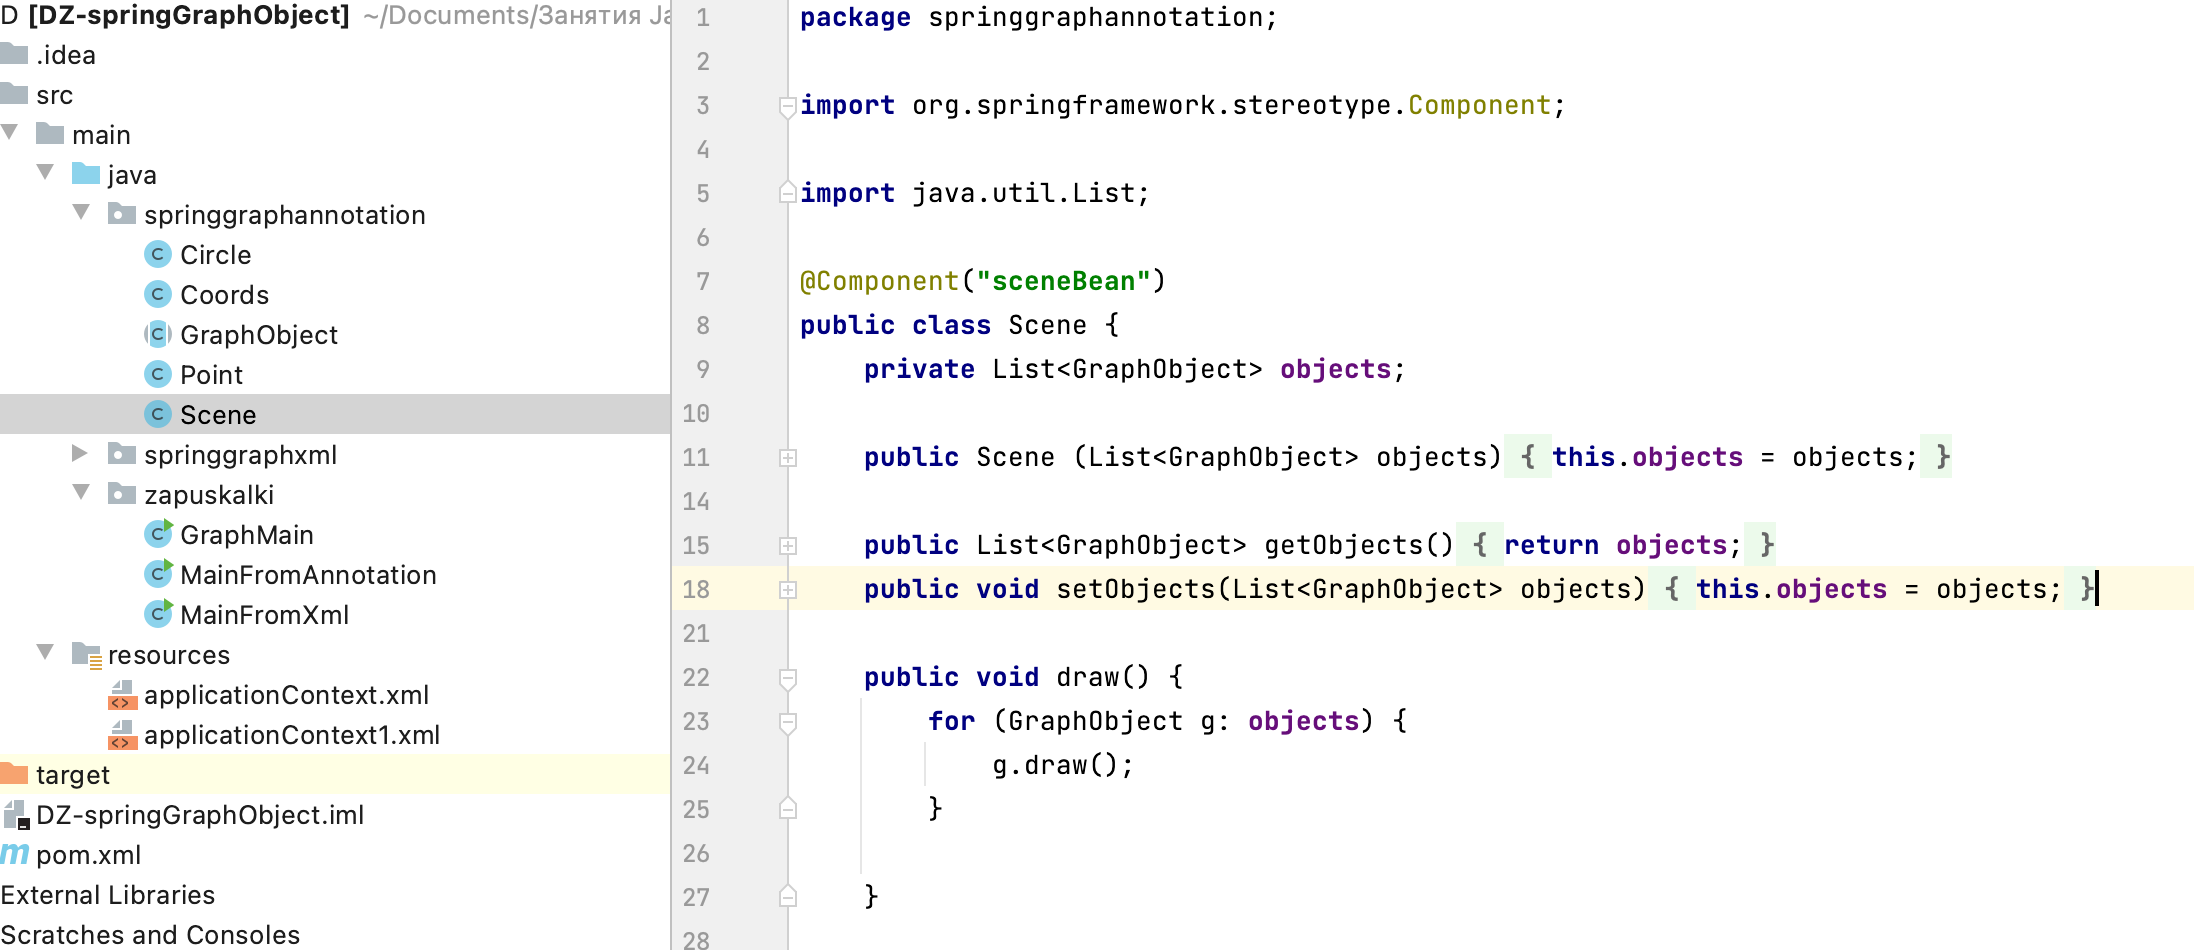 D [DZ-springGraphObject] ~/Documents/Занятия Ja
.idea
src
main
java
springgraphannotation
Circle
Coords
GraphObject
Point
Scene
springgraphxml
zapuskalki
GraphMain
MainFromAnnotation
MainFromXml
resources
applicationContext.xml
applicationContext1.xml
target
DZ-springGraphObject.iml
pom.xml
External Libraries
Scratches and Consoles
1 package springgraphannotation;
2
3 import org.springframework.stereotype.Component;
4
5 import java.util.List;
6
7 @Component("sceneBean")
8 public class Scene {
9 private List<GraphObject> objects;
10
11 public Scene (List<GraphObject> objects) { this.objects = objects; }
14
15 public List<GraphObject> getObjects() { return objects; }
18 public void setObjects(List<GraphObject> objects) { this.objects = objects; }
21
22 public void draw() {
23 for (GraphObject g: objects) {
24 g.draw();
25 }
26
27 }
28